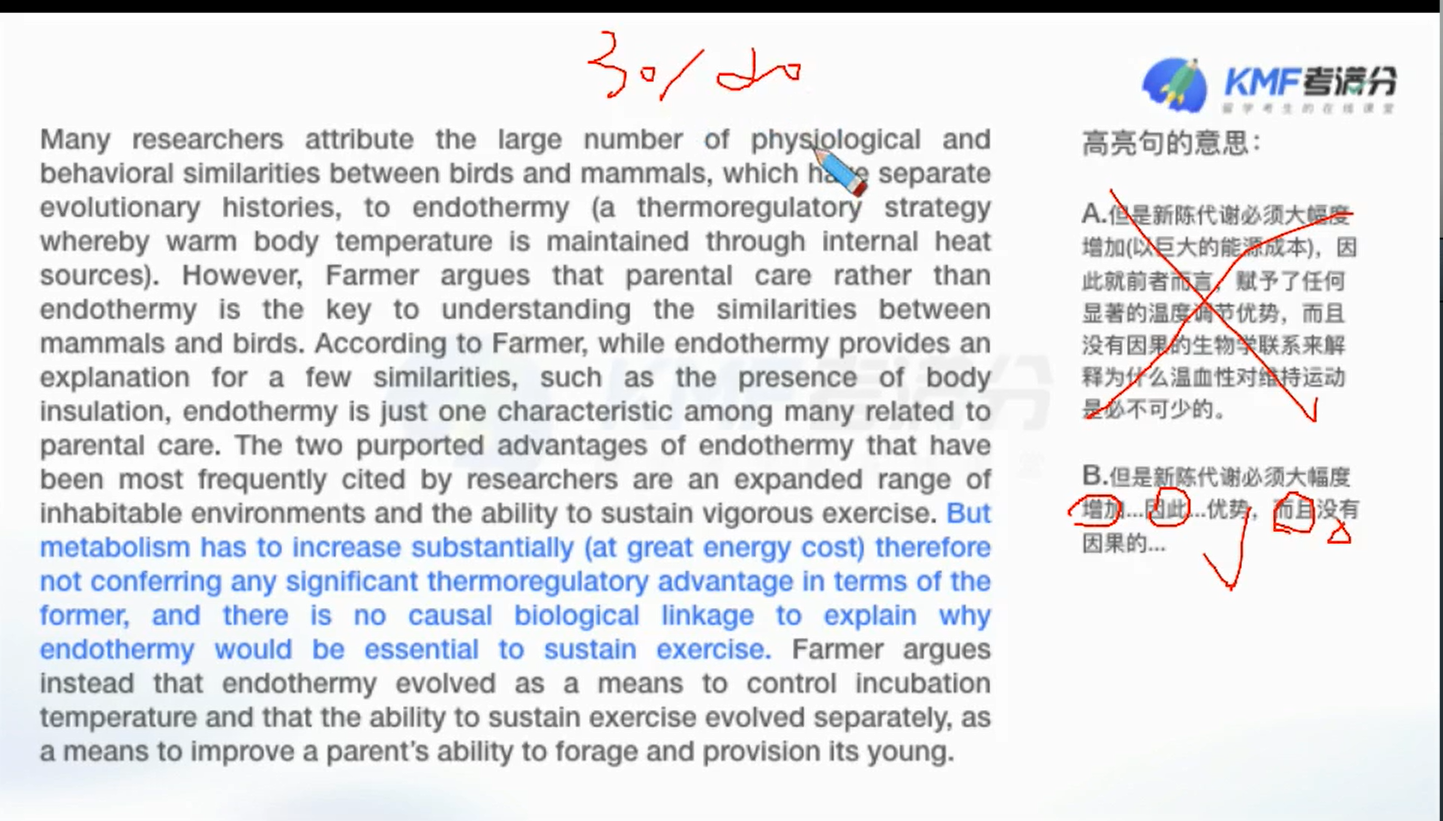 30/20
KMF考满分
留学考生的在线课堂
Many researchers attribute the large number of physiological and
behavioral similarities between birds and mammals, which have separate
evolutionary histories, to endothermy (a thermoregulatory strategy
whereby warm body temperature is maintained through internal heat
sources). However, Farmer argues that parental care rather than
endothermy is the key to understanding the similarities between
mammals and birds. According to Farmer, while endothermy provides an
explanation for a few similarities, such as the presence of body
insulation, endothermy is just one characteristic among many related to
parental care. The two purported advantages of endothermy that have
been most frequently cited by researchers are an expanded range of
inhabitable environments and the ability to sustain vigorous exercise. But
metabolism has to increase substantially (at great energy cost) therefore
not conferring any significant thermoregulatory advantage in terms of the
former, and there is no causal biological linkage to explain why
endothermy would be essential to sustain exercise. Farmer argues
instead that endothermy evolved as a means to control incubation
temperature and that the ability to sustain exercise evolved separately, as
a means to improve a parent's ability to forage and provision its young.
高亮句的意思：
A.但是新陈代谢必须大幅度
增加(以巨大的能源成本)，因
此就前者而言，赋予了任何
显著的温度调节优势，而且
没有因果的生物学联系来解
释为什么温血性对维持运动
是必不可少的。
B.但是新陈代谢必须大幅度
增加...因此...优势，而且没有
因果的...